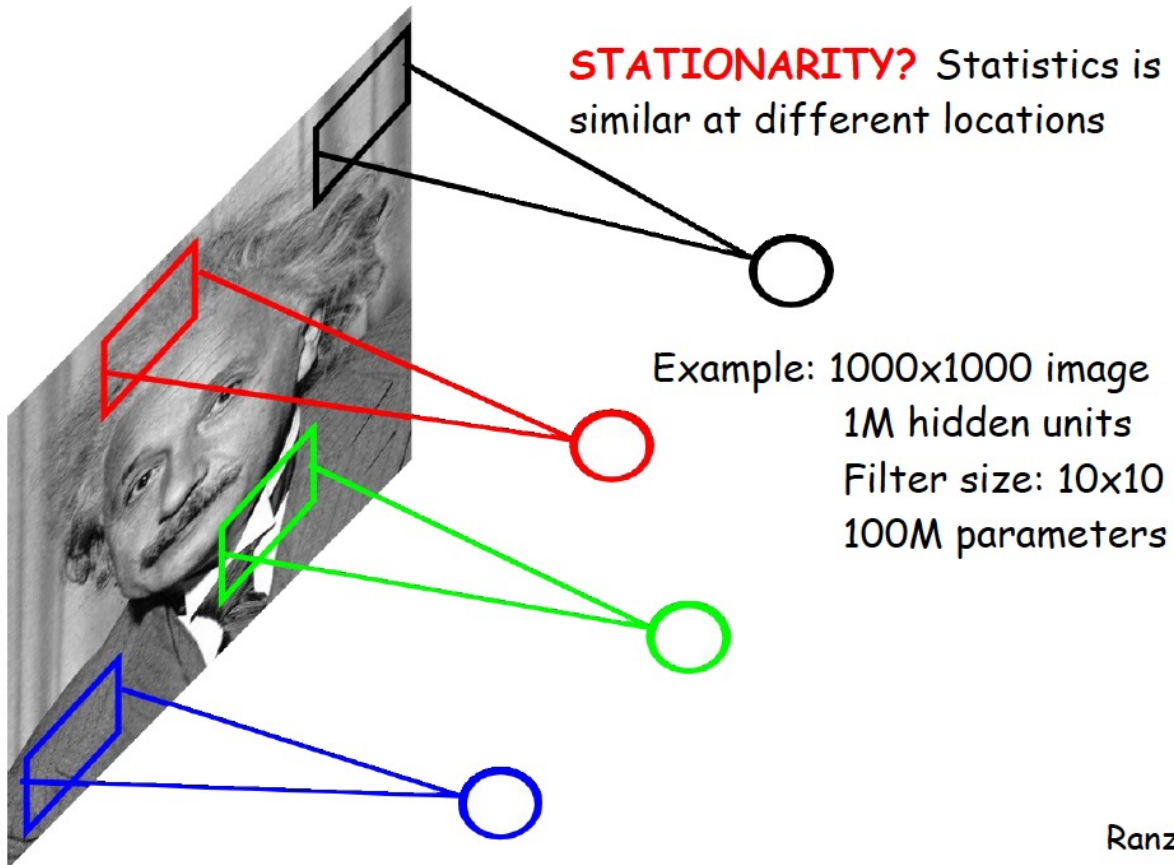 STATIONARITY? Statistics is
similar at different locations
Example: 1000x1000 image
1M hidden units
Filter size: 10x10
100M parameters
Ranz